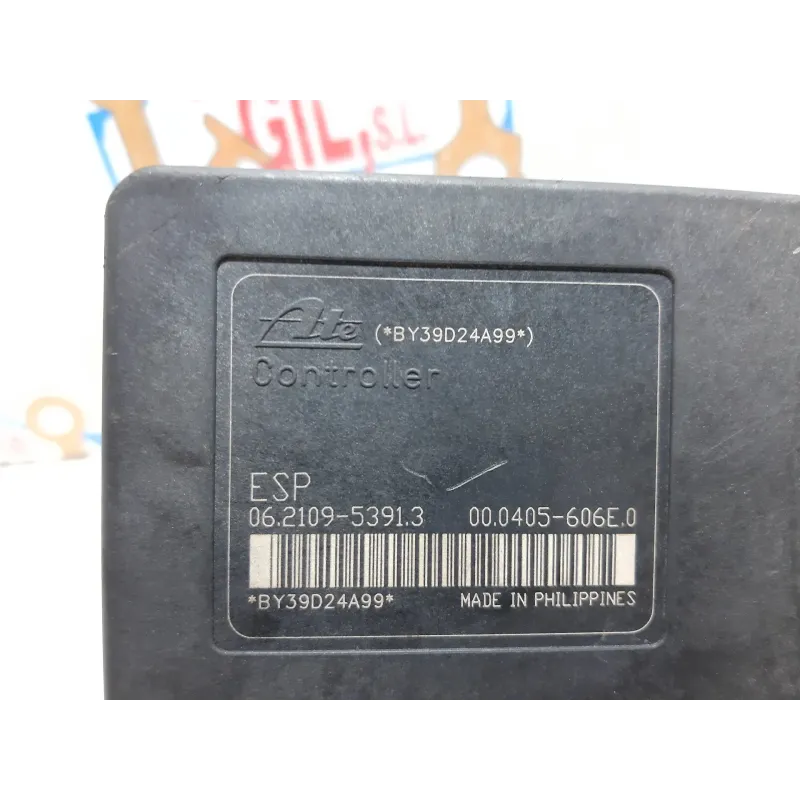 GIL, S.L
Ate (*BY39D24A99*)
Controller
ESP
06.2109-5391.3 00.0405-606E.0
*BY39D24A99* MADE IN PHILIPPINES